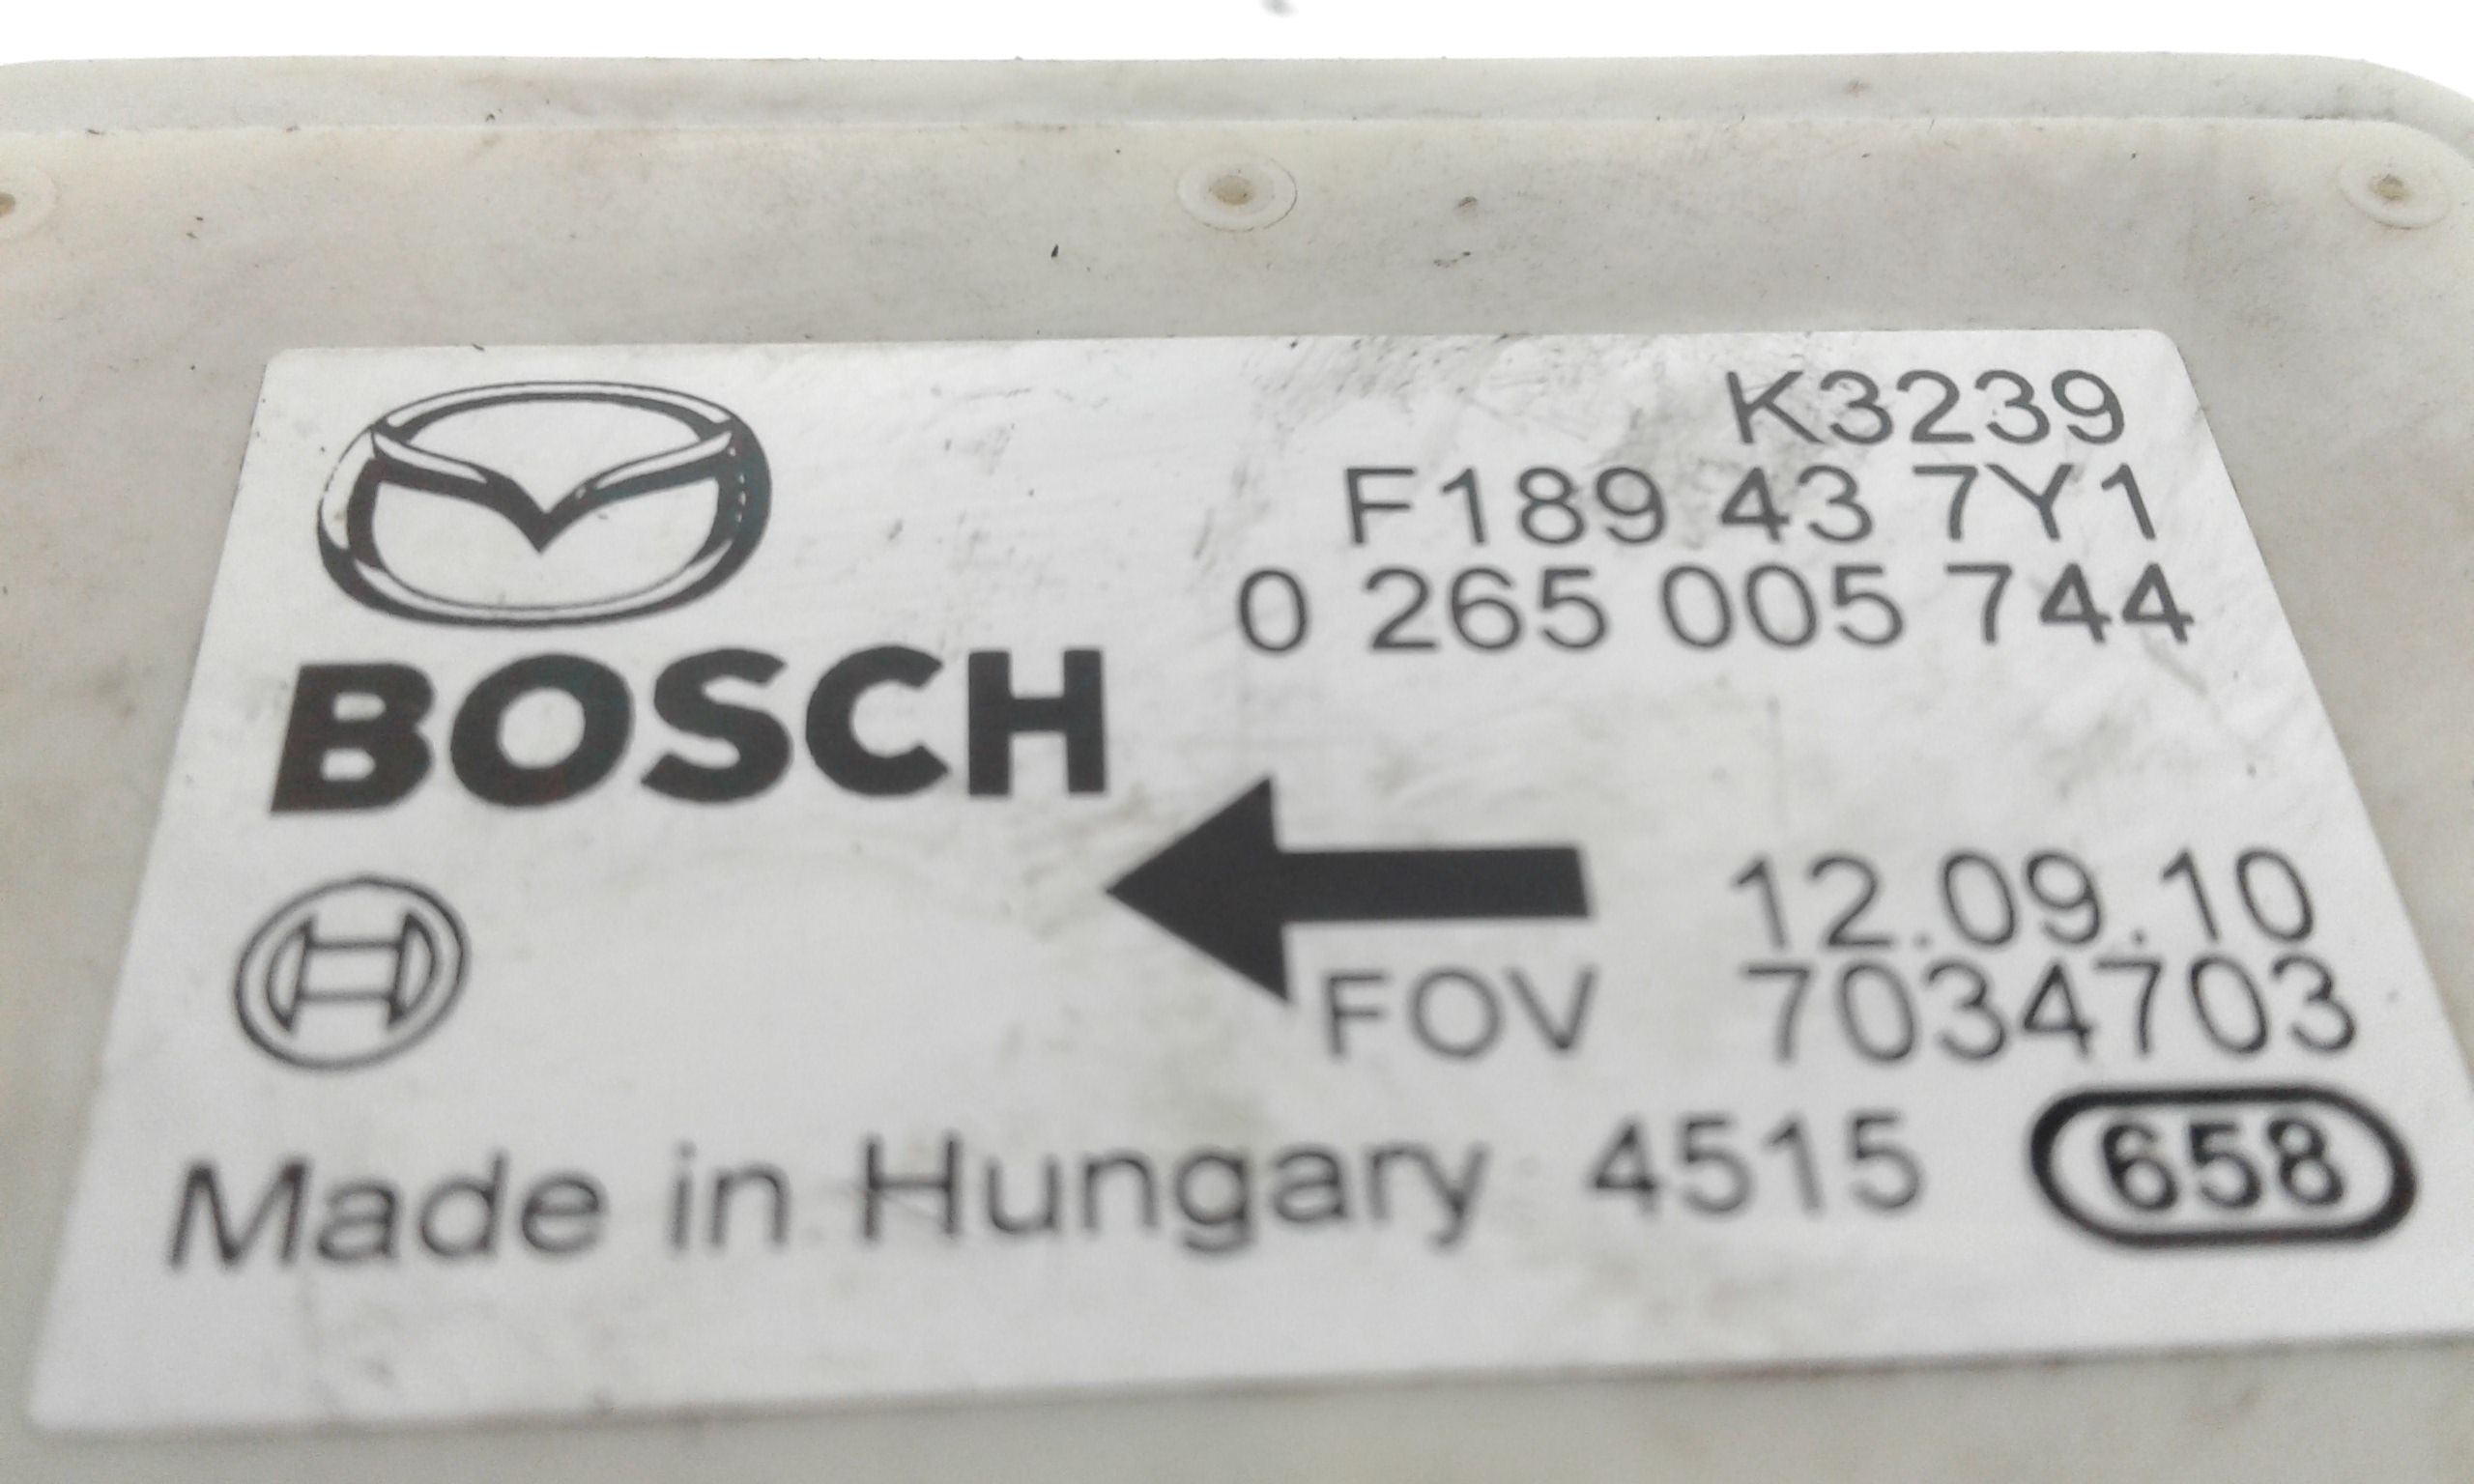 K3239
F189 43 7Y1
0 265 005 744
BOSCH
12.09.10
FOV 7034703
Made in Hungary 4515 658